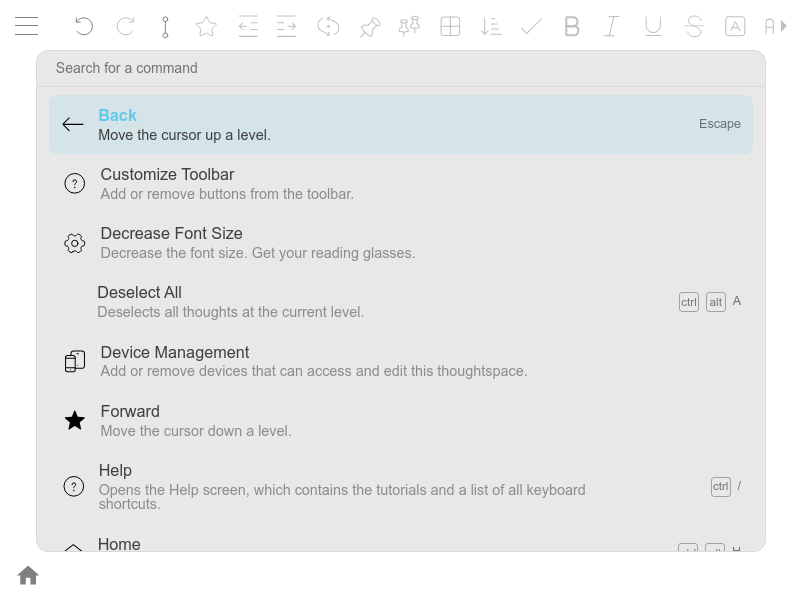 Search for a command
Back
Move the cursor up a level.
Escape
Customize Toolbar
Add or remove buttons from the toolbar.
Decrease Font Size
Decrease the font size. Get your reading glasses.
Deselect All
Deselects all thoughts at the current level.
ctrl alt A
Device Management
Add or remove devices that can access and edit this thoughtspace.
Forward
Move the cursor down a level.
Help
Opens the Help screen, which contains the tutorials and a list of all keyboard
shortcuts.
ctrl /
Home